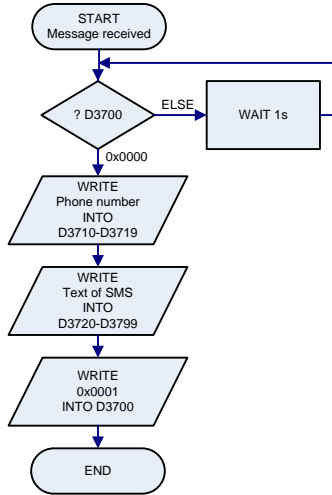 START
Message received
? D3700
ELSE
WAIT 1s
0x0000
WRITE
Phone number
INTO
D3710-D3719
WRITE
Text of SMS
INTO
D3720-D3799
WRITE
0x0001
INTO D3700
END